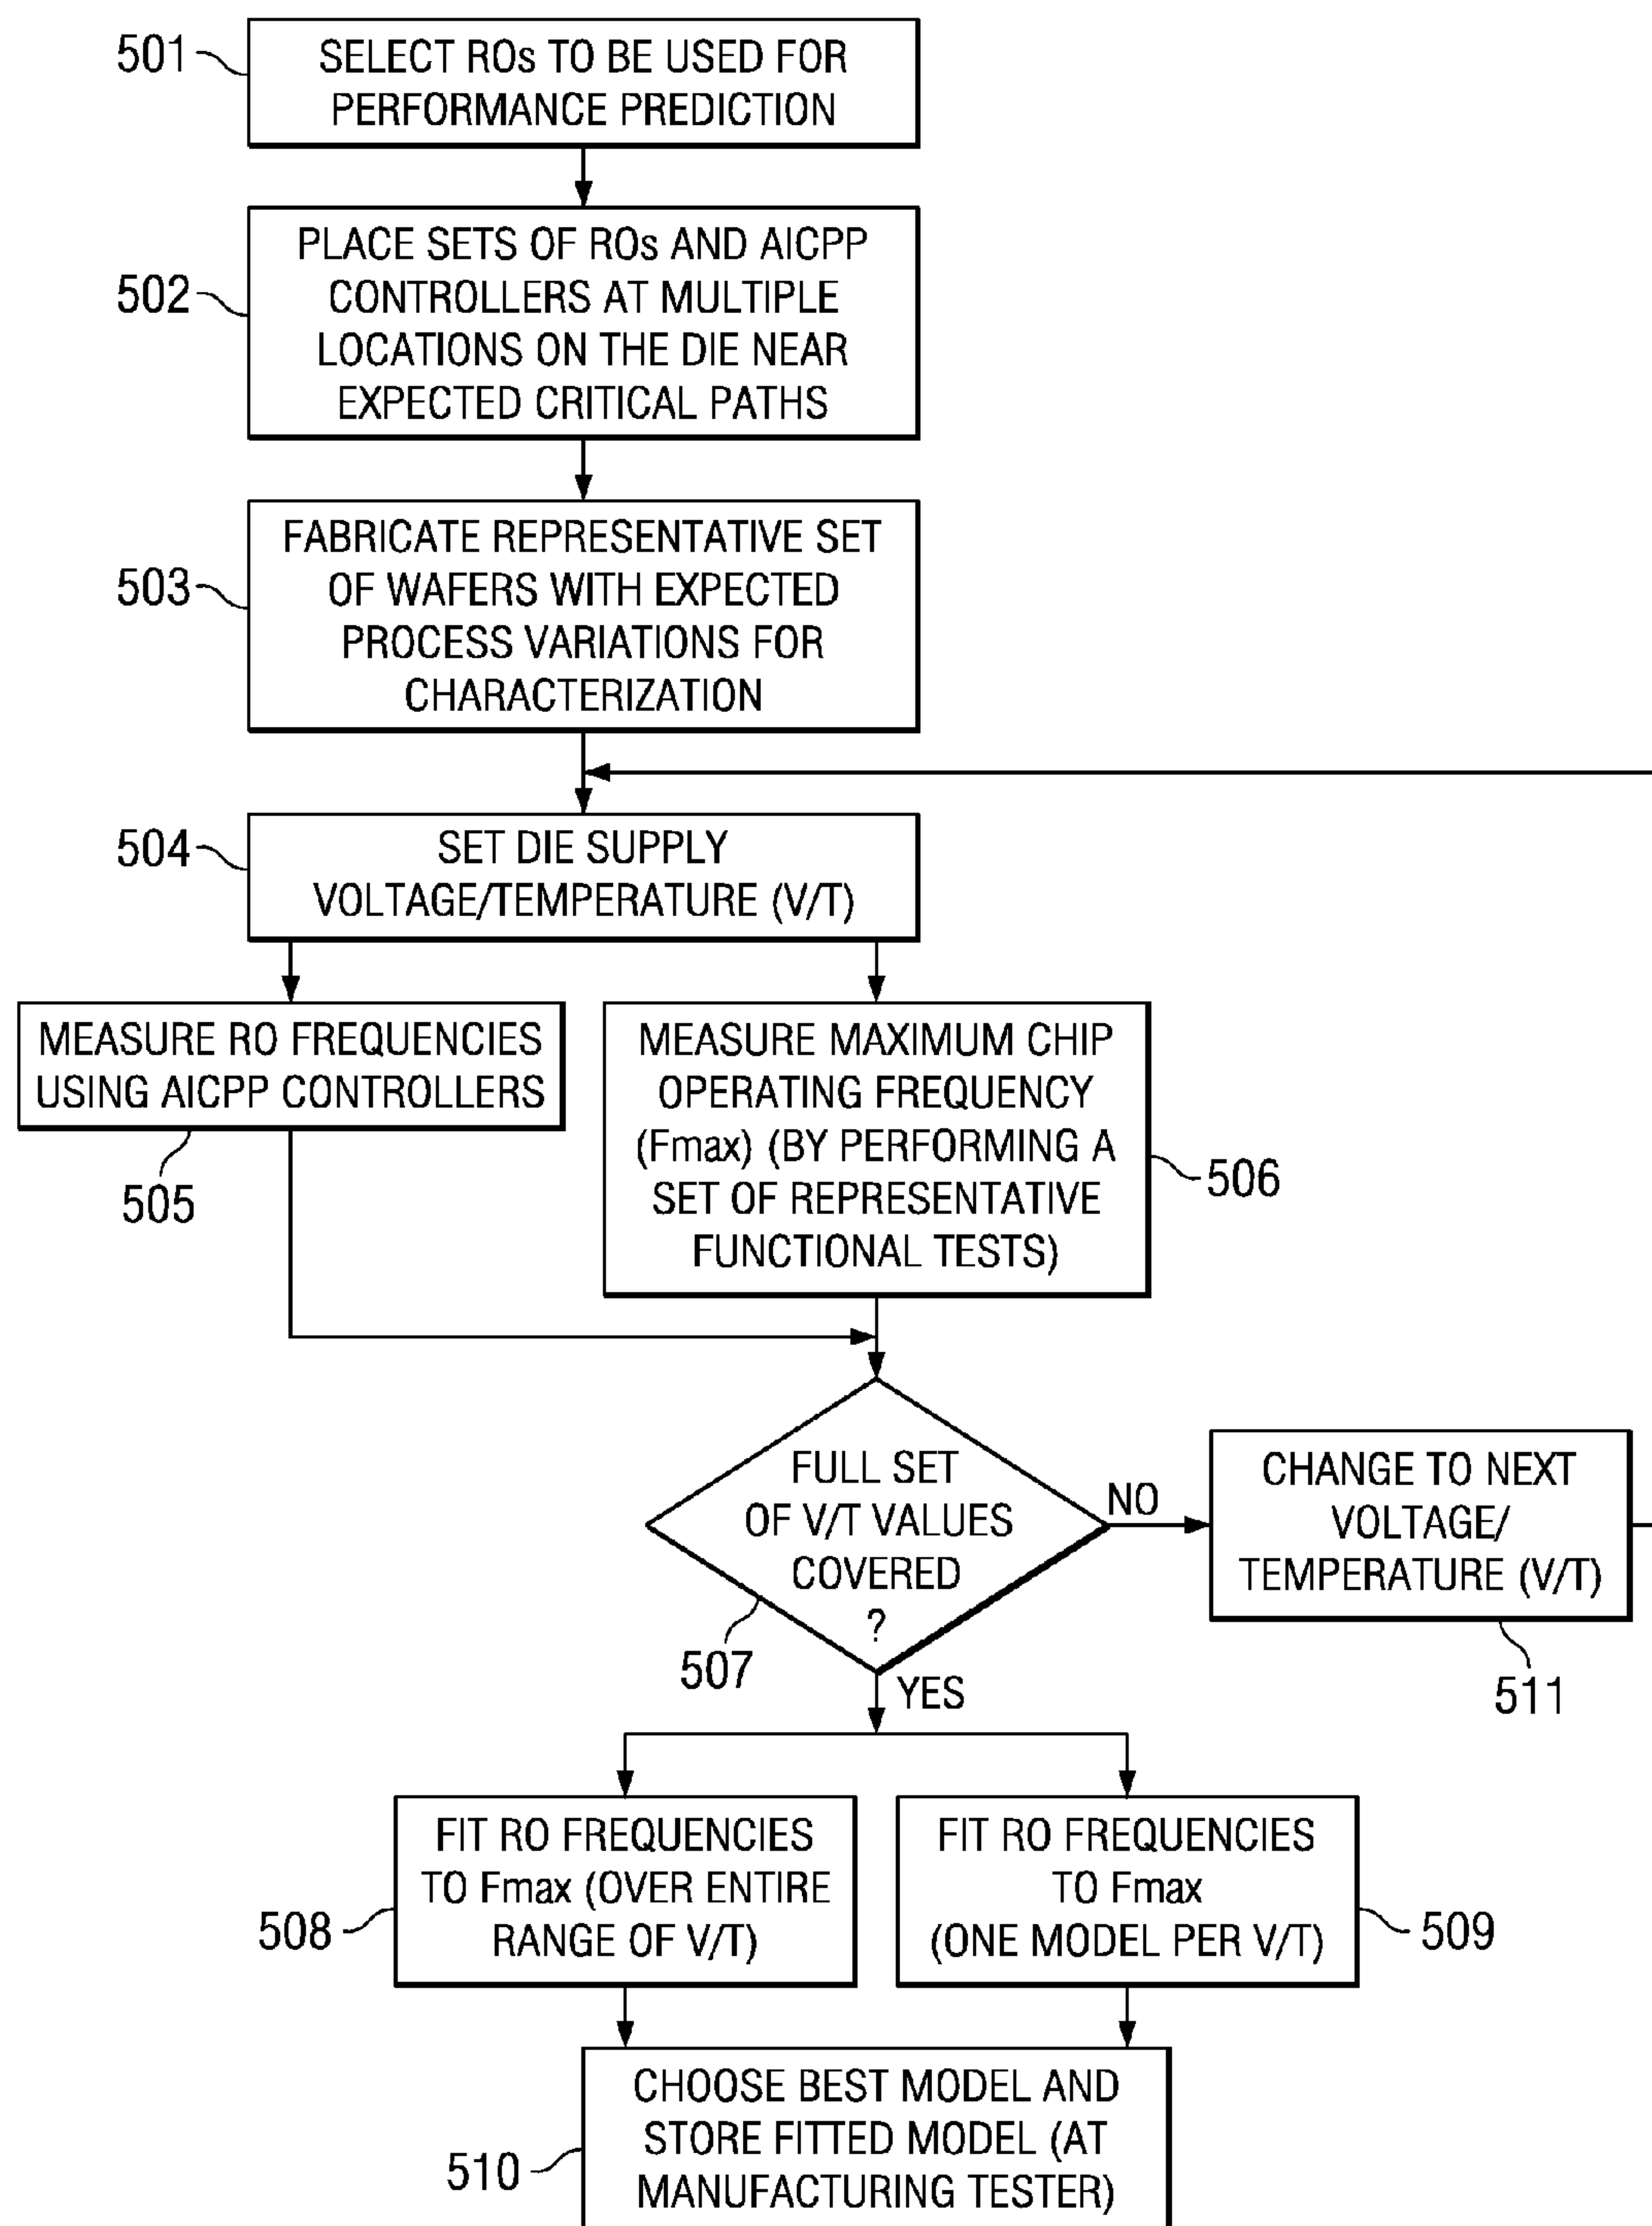 501
SELECT ROs TO BE USED FOR
PERFORMANCE PREDICTION
502
PLACE SETS OF ROs AND AICPP
CONTROLLERS AT MULTIPLE
LOCATIONS ON THE DIE NEAR
EXPECTED CRITICAL PATHS
503
FABRICATE REPRESENTATIVE SET
OF WAFERS WITH EXPECTED
PROCESS VARIATIONS FOR
CHARACTERIZATION
504
SET DIE SUPPLY
VOLTAGE/TEMPERATURE (V/T)
MEASURE RO FREQUENCIES
USING AICPP CONTROLLERS
505
MEASURE MAXIMUM CHIP
OPERATING FREQUENCY
(Fmax) (BY PERFORMING A
SET OF REPRESENTATIVE
FUNCTIONAL TESTS)
506
FULL SET
OF V/T VALUES
COVERED
?
507
NO
CHANGE TO NEXT
VOLTAGE/
TEMPERATURE (V/T)
511
YES
FIT RO FREQUENCIES
TO Fmax (OVER ENTIRE
RANGE OF V/T)
508
FIT RO FREQUENCIES
TO Fmax
(ONE MODEL PER V/T)
509
CHOOSE BEST MODEL AND
STORE FITTED MODEL (AT
MANUFACTURING TESTER)
510